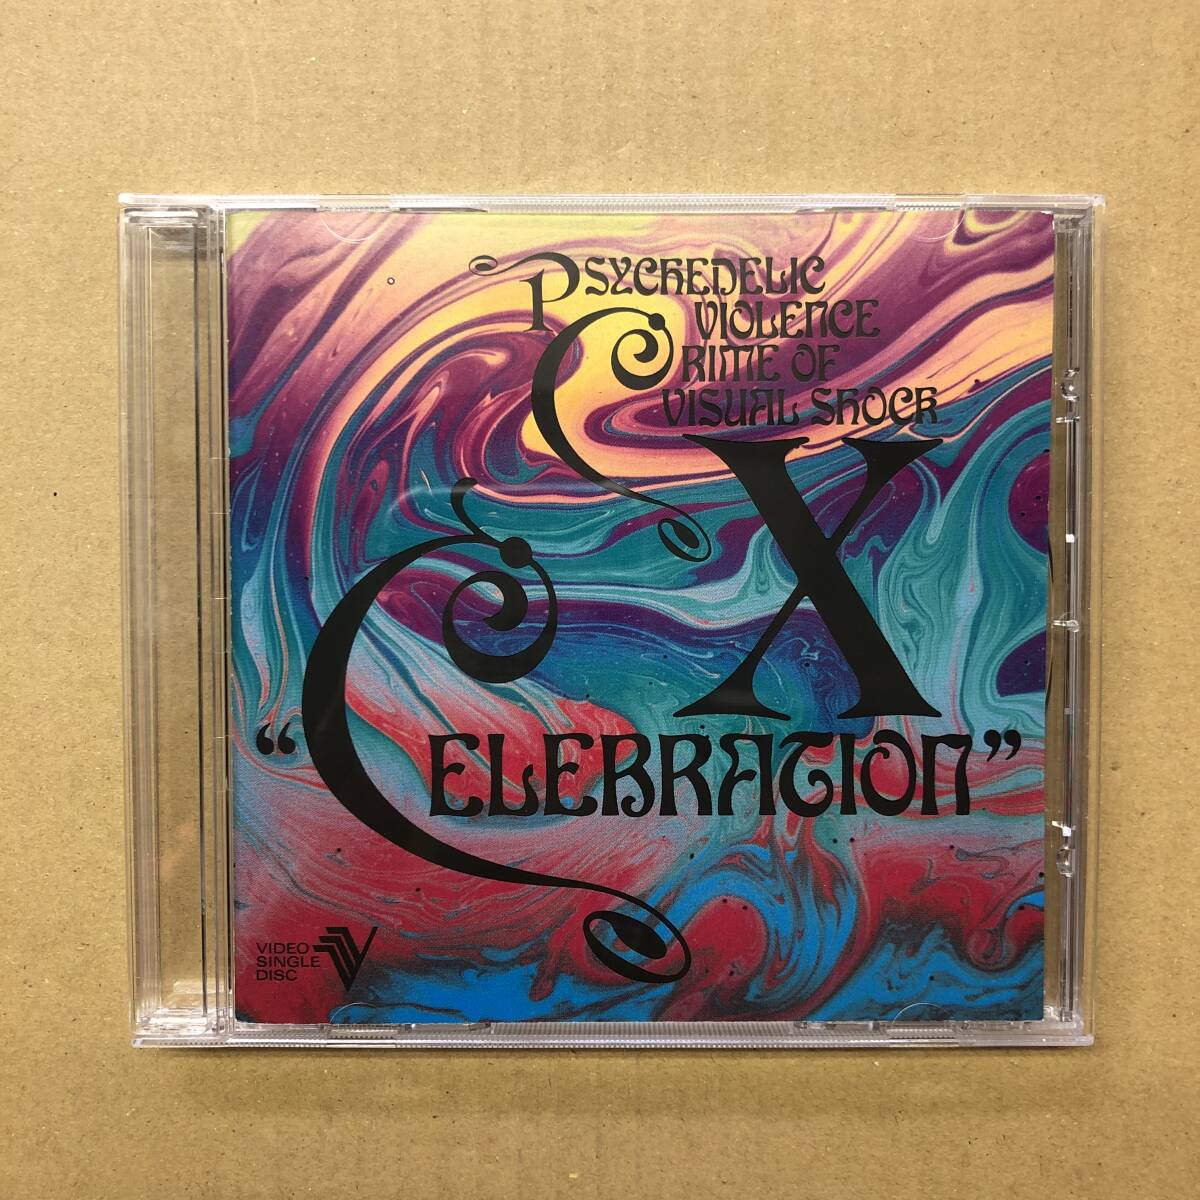 PSYCHEDELIC
VIOLENCE
CRIME OF
VISUAL SHOCK
X
“CELEBRATION”
VIDEO
SINGLE
DISC